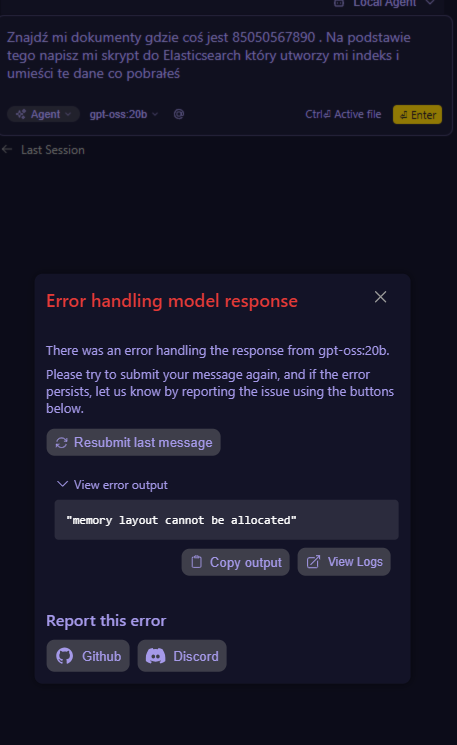 Local Agent
Znajdź mi dokumenty gdzie coś jest 85050567890 . Na podstawie
tego napisz mi skrypt do Elasticsearch który utworzy mi indeks i
umieści te dane co pobrałeś
Agent gpt-oss:20b @ Ctrl⏎ Active file ⏎ Enter
← Last Session
Error handling model response
There was an error handling the response from gpt-oss:20b.
Please try to submit your message again, and if the error
persists, let us know by reporting the issue using the buttons
below.
Resubmit last message
View error output
"memory layout cannot be allocated"
Copy output View Logs
Report this error
Github Discord